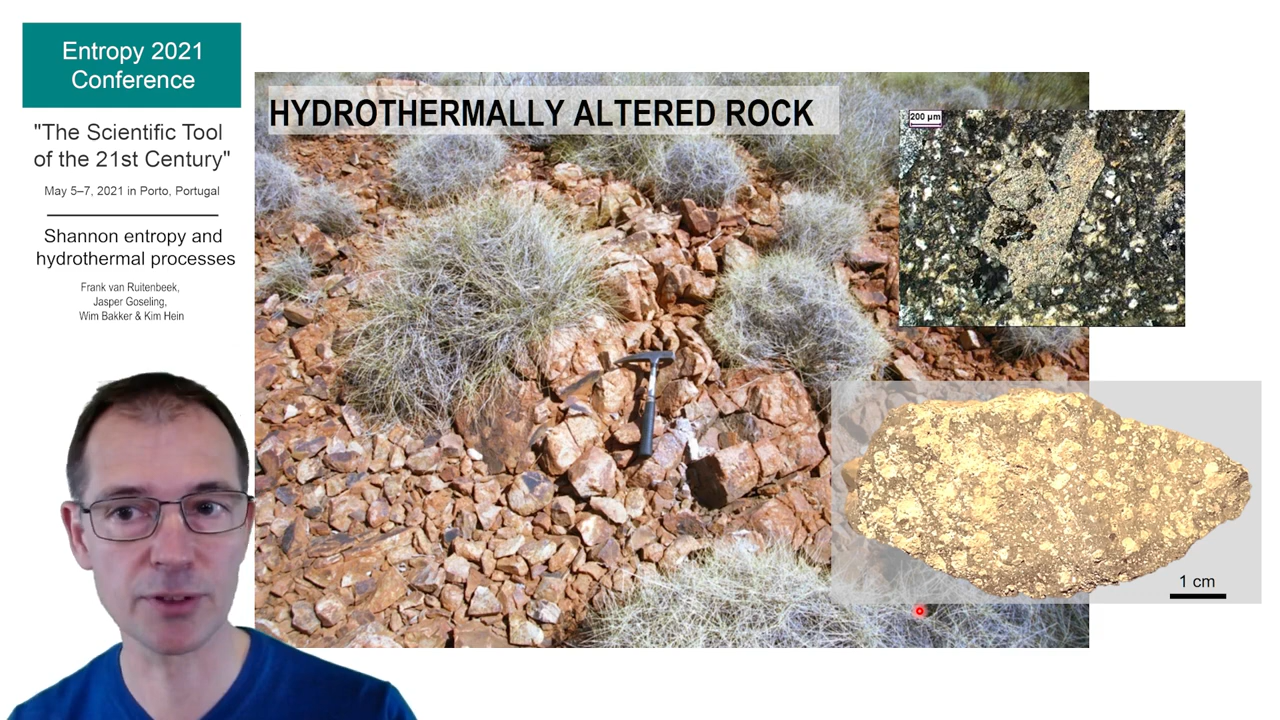 Entropy 2021
Conference
"The Scientific Tool
of the 21st Century"
May 5–7, 2021 in Porto, Portugal
Shannon entropy and
hydrothermal processes
Frank van Ruitenbeek,
Jasper Goseling,
Wim Bakker & Kim Hein
HYDROTHERMALLY ALTERED ROCK
200 µm
1 cm